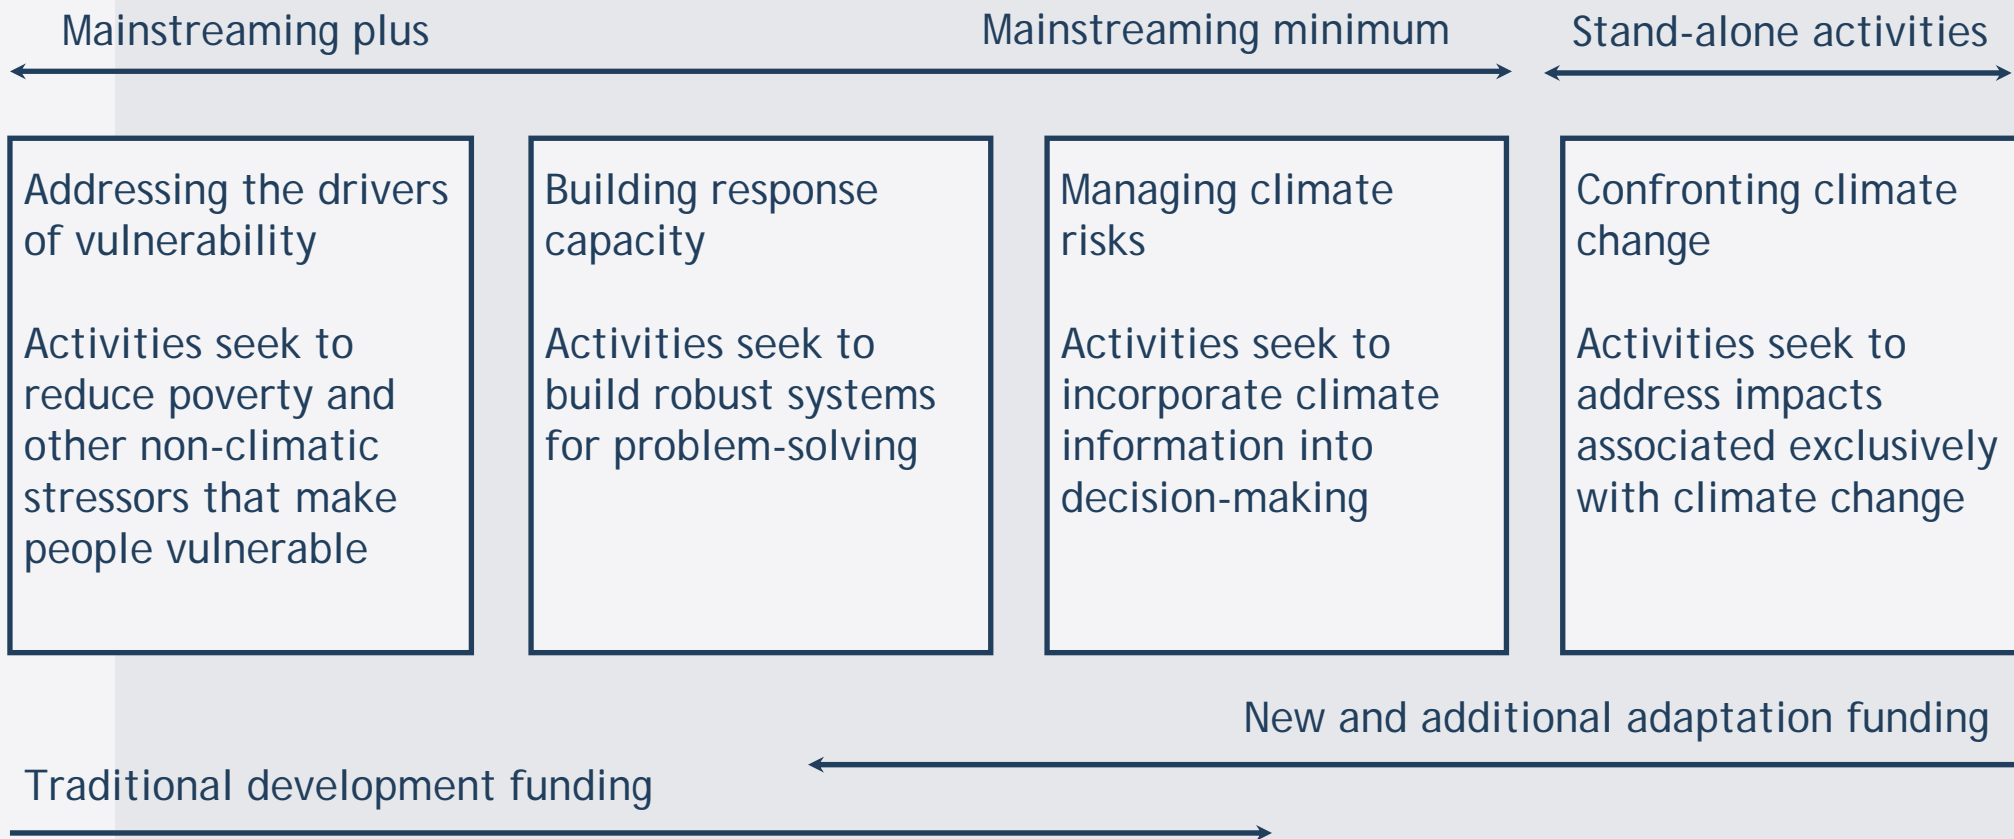 Mainstreaming plus
Mainstreaming minimum
Stand-alone activities
Addressing the drivers
of vulnerability
Activities seek to
reduce poverty and
other non-climatic
stressors that make
people vulnerable
Building response
capacity
Activities seek to
build robust systems
for problem-solving
Managing climate
risks
Activities seek to
incorporate climate
information into
decision-making
Confronting climate
change
Activities seek to
address impacts
associated exclusively
with climate change
New and additional adaptation funding
Traditional development funding